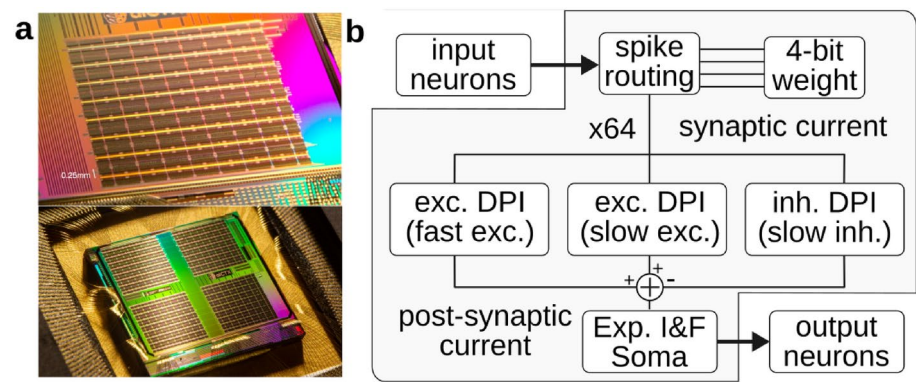 a
0.25mm
b
input
neurons
spike
routing
4-bit
weight
x64
synaptic current
exc. DPI
(fast exc.)
exc. DPI
(slow exc.)
inh. DPI
(slow inh.)
+
+
-
post-synaptic
current
Exp. I&F
Soma
output
neurons